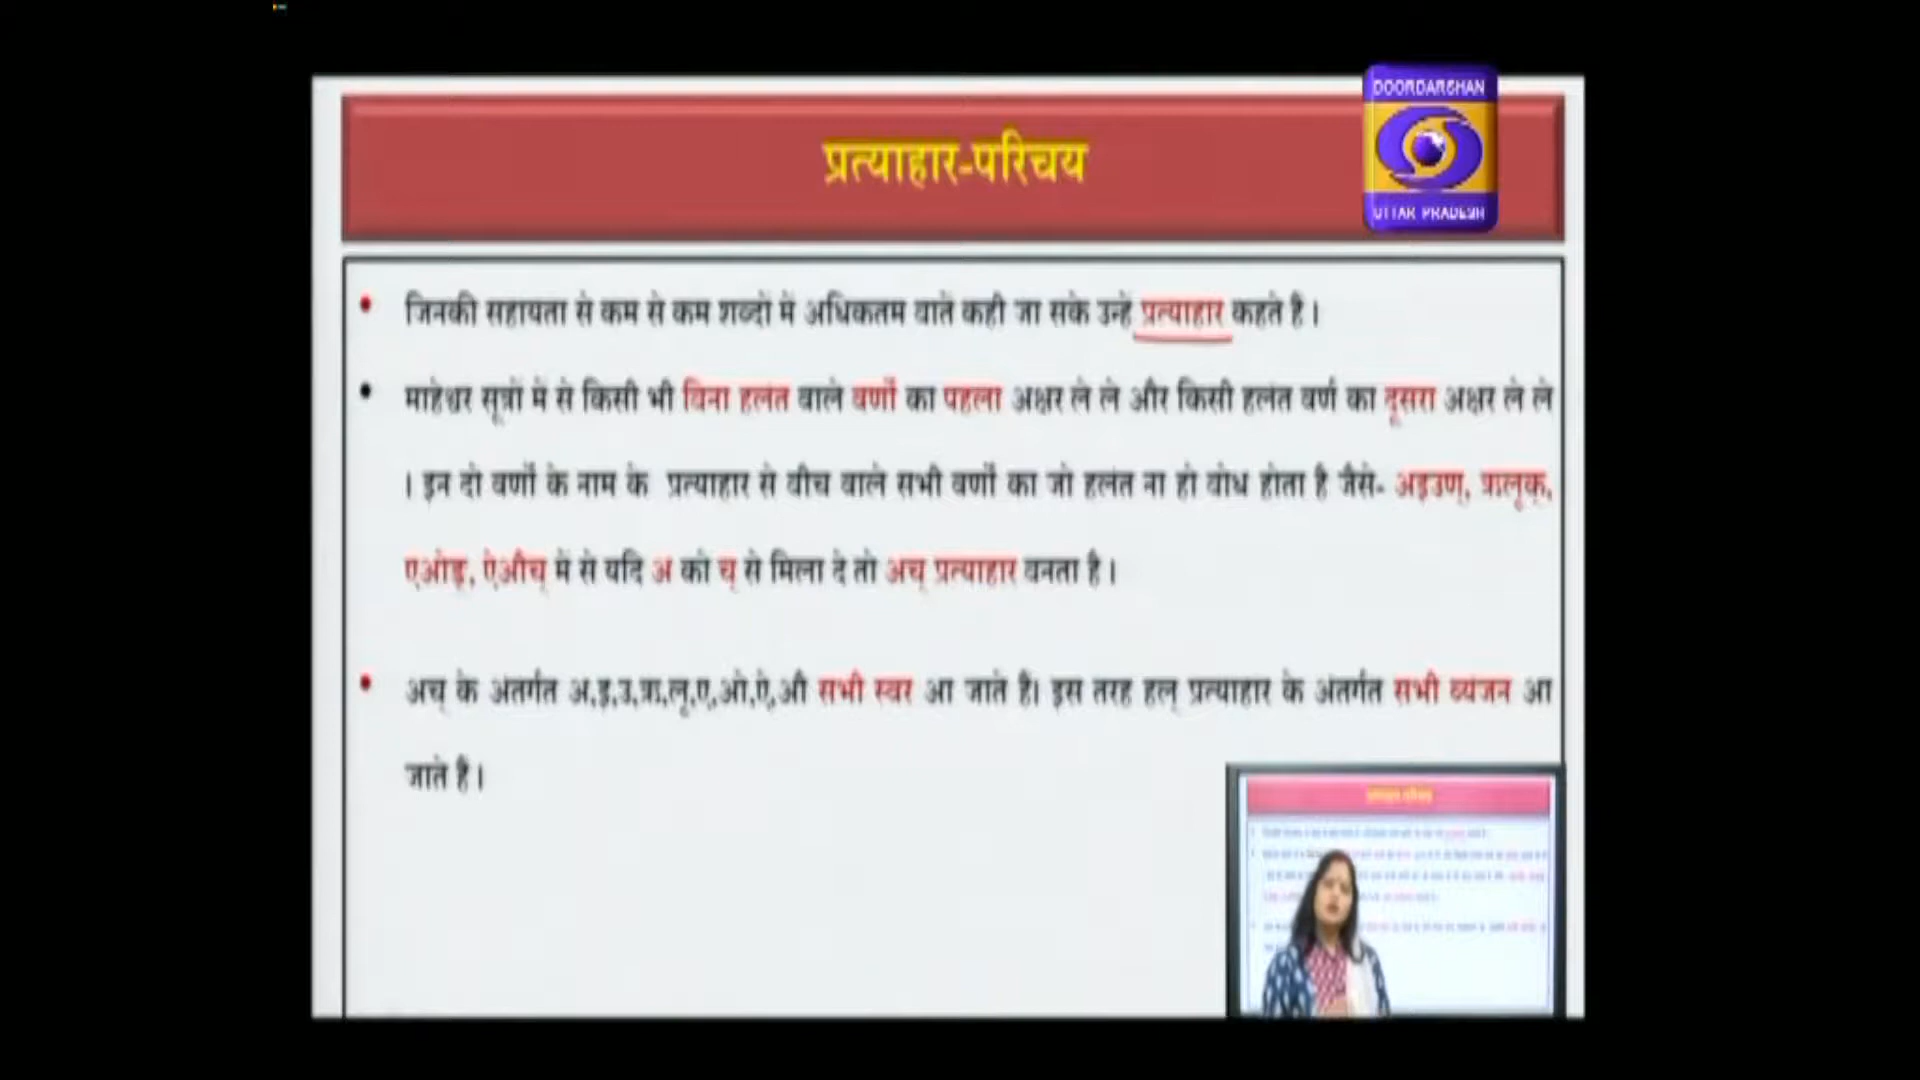 DOORDARSHAN
UTTAR PRADESH
प्रत्याहार-परिचय
जिनकी सहायता से कम से कम शब्दों में अधिकतम बातें कही जा सके उन्हें प्रत्याहार कहते है ।
माहेश्वर सूत्रों में से किसी भी बिना हलंत वाले वर्णों का पहला अक्षर ले ले और किसी हलंत वर्ण का दूसरा अक्षर ले ले
। इन दो वर्णों के नाम के प्रत्याहार से बीच वाले सभी वर्णों का जो हलंत ना हो बोध होता है जैसे- अइउण्, ऋलृक्,
एओङ्, ऐऔच् में से यदि अ को च् से मिला दे तो अच् प्रत्याहार बनता है ।
अच् के अंतर्गत अ,इ,उ,ऋ,लृ,ए,ओ,ऐ,औ सभी स्वर आ जाते है। इस तरह हल् प्रत्याहार के अंतर्गत सभी व्यंजन आ
जाते है ।